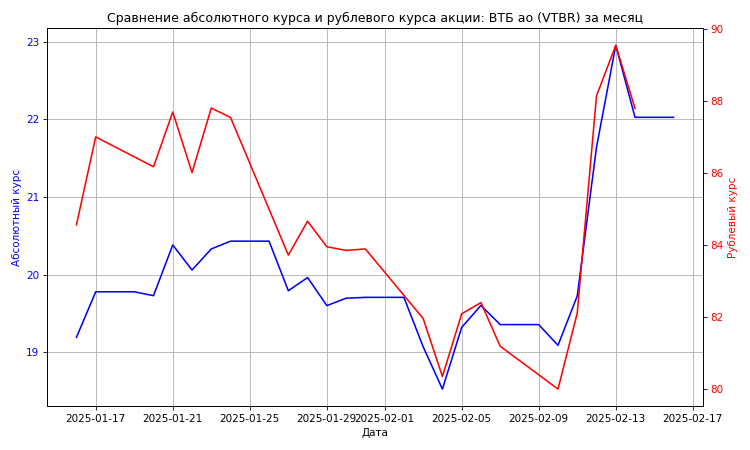 Сравнение абсолютного курса и рублевого курса акции: ВТБ ао (VTBR) за месяц
23
22
21
20
19
Абсолютный курс
90
88
86
84
82
80
Рублевый курс
2025-01-17 2025-01-21 2025-01-25 2025-01-29 2025-02-01 2025-02-05 2025-02-09 2025-02-13 2025-02-17
Дата